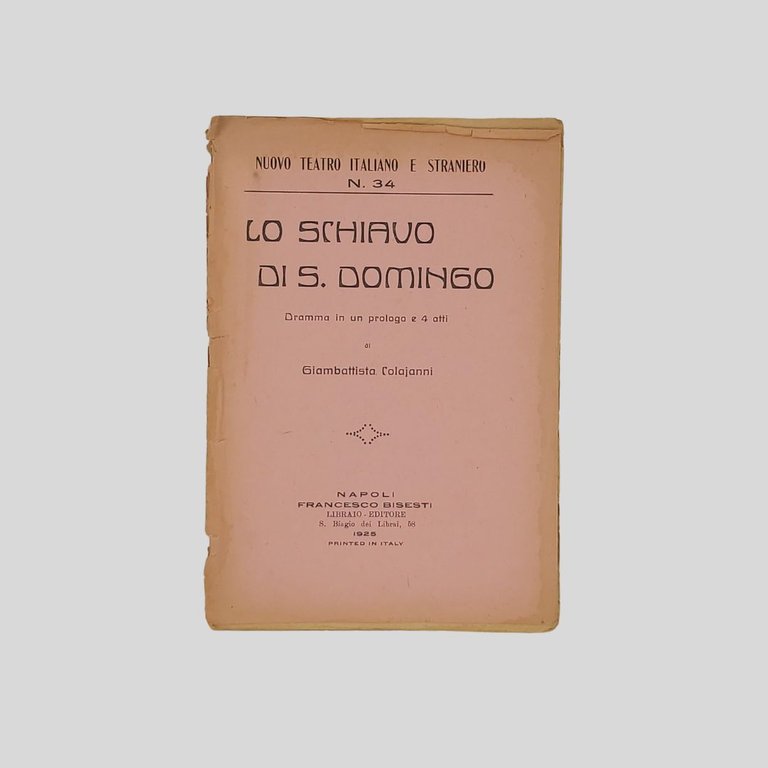 NUOVO TEATRO ITALIANO E STRANIERO
N. 34
LO SCHIAVO
DI S. DOMINGO
Dramma in un prologo e 4 atti
di
Giambattista Colajanni
NAPOLI
FRANCESCO BISESTI
LIBRAIO - EDITORE
S. Biagio dei Librai, 58
1925
PRINTED IN ITALY